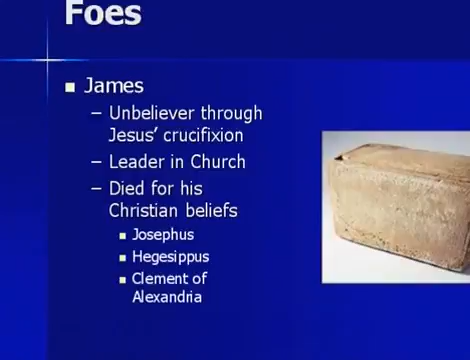 Foes
James
– Unbeliever through
Jesus’ crucifixion
– Leader in Church
– Died for his
Christian beliefs
Josephus
Hegesippus
Clement of
Alexandria